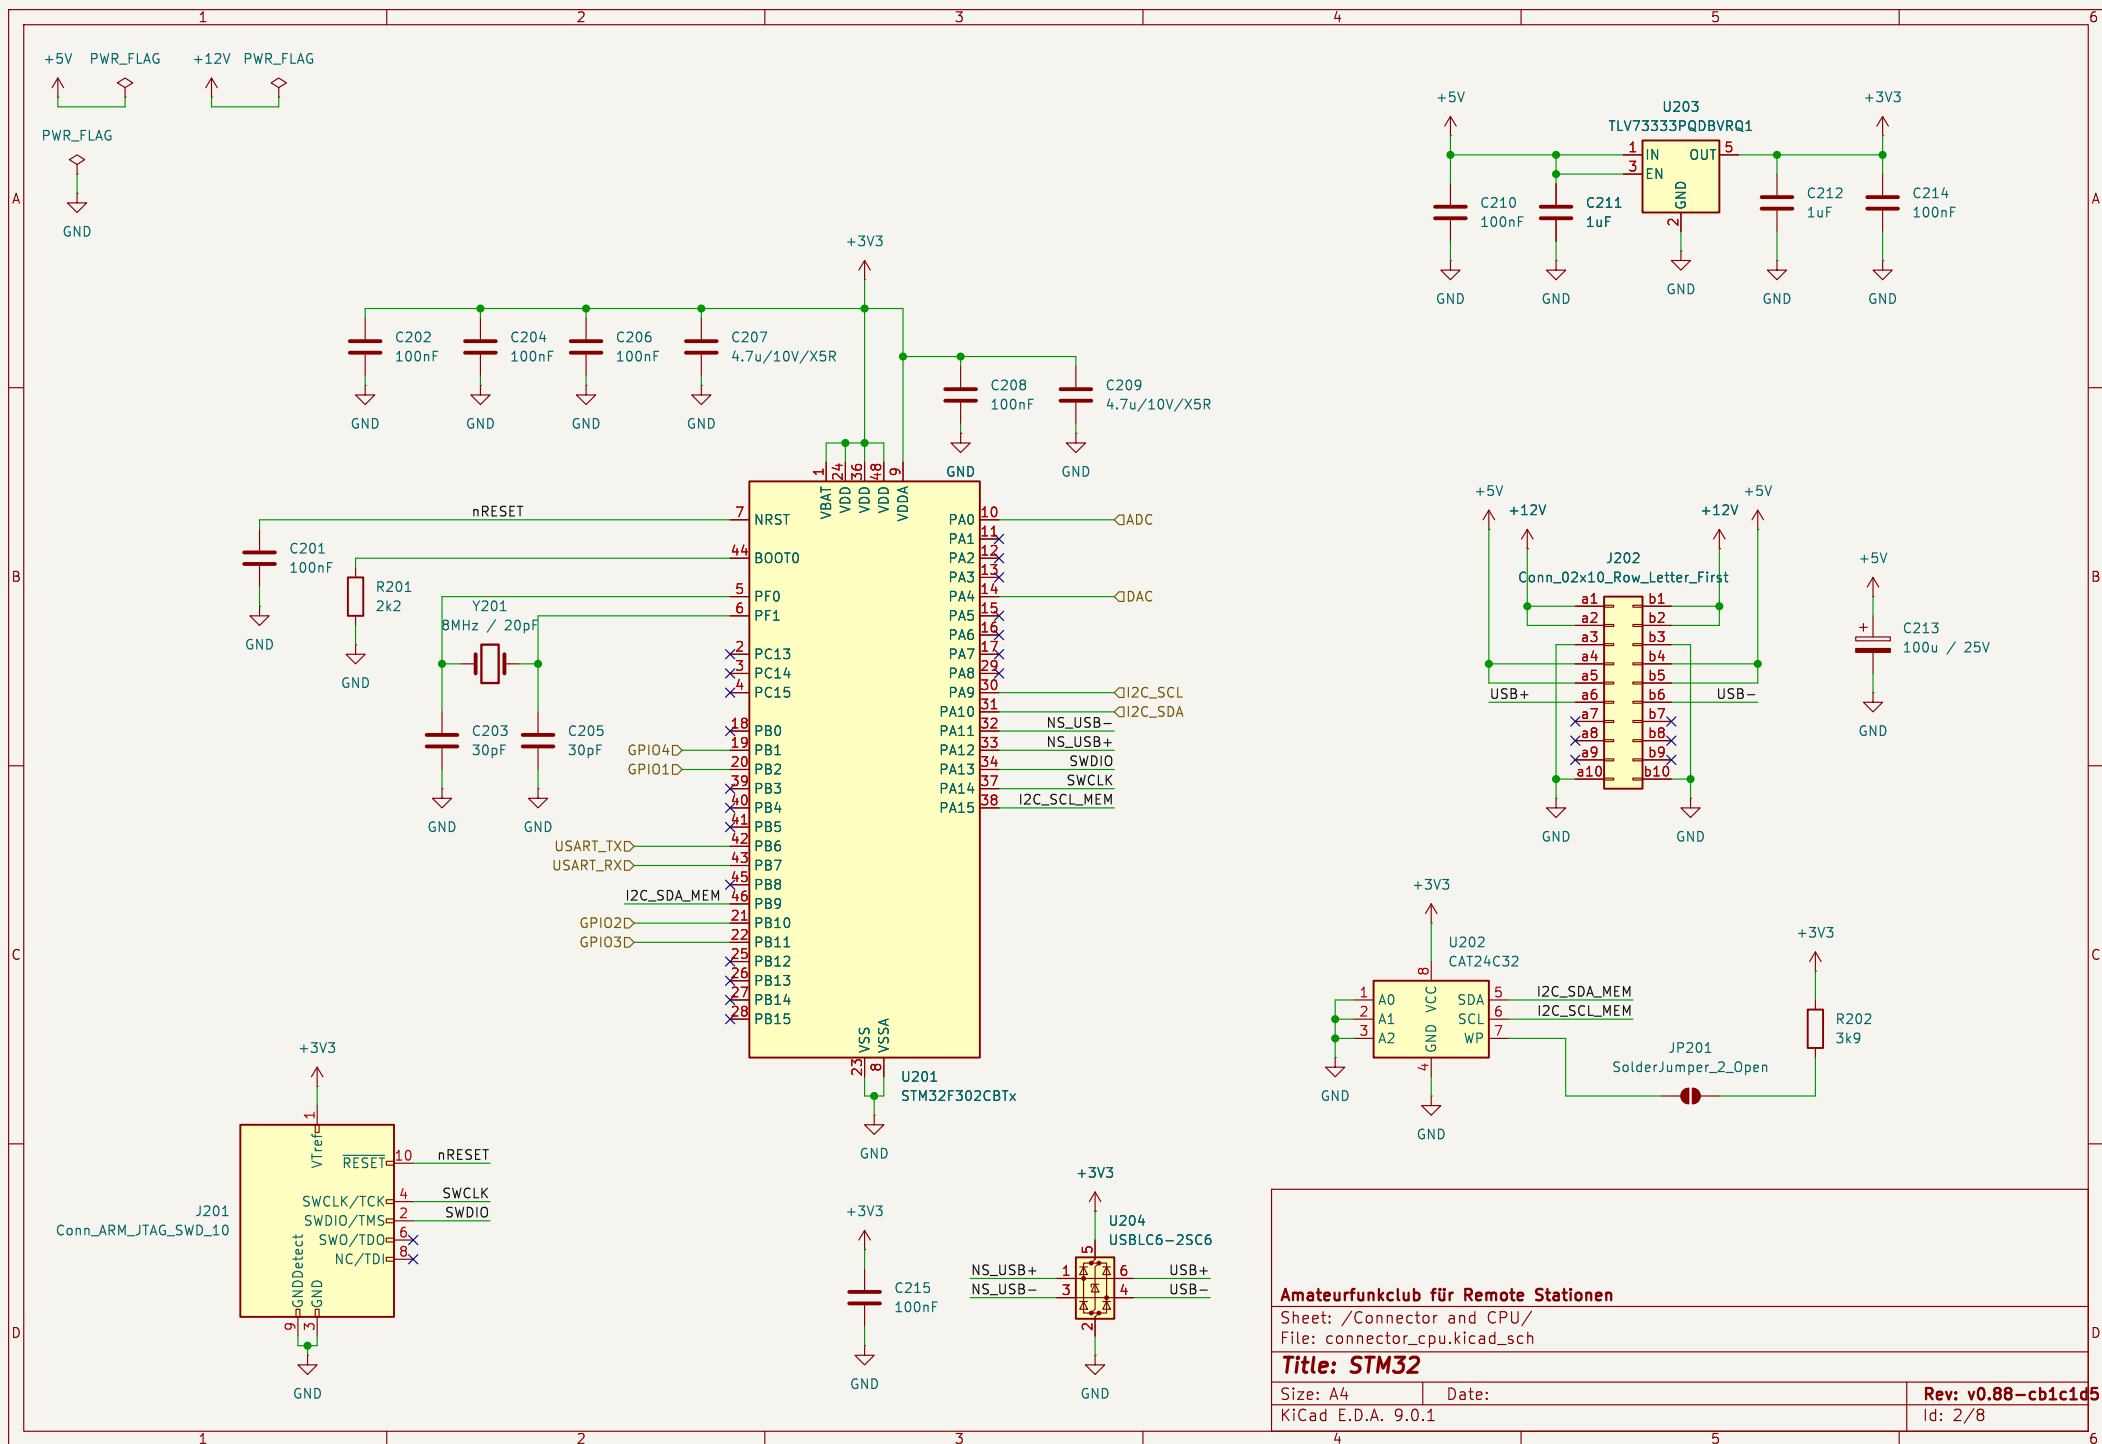 1 2 3 4 5 6
+5V PWR_FLAG +12V PWR_FLAG
PWR_FLAG
GND
A
B
C
D
+5V
U203
TLV73333PQDBVRQ1
+3V3
1 IN OUT 5
3 EN
GND
2
C210
100nF
C211
1uF
C212
1uF
C214
100nF
GND GND GND GND GND
+3V3
C202
100nF
C204
100nF
C206
100nF
C207
4.7u/10V/X5R
GND GND GND GND
C208
100nF
C209
4.7u/10V/X5R
GND GND
1 24 36 48 9
VBAT VDD VDD VDD VDDA
nRESET
7 NRST
44 BOOT0
5 PF0
6 PF1
2 PC13
3 PC14
4 PC15
18 PB0
GPIO4 19 PB1
GPIO1 20 PB2
39 PB3
40 PB4
41 PB5
USART_TX 42 PB6
USART_RX 43 PB7
45 PB8
I2C_SDA_MEM 46 PB9
GPIO2 21 PB10
GPIO3 22 PB11
25 PB12
26 PB13
27 PB14
28 PB15
PA0 10 ADC
PA1 11
PA2 12
PA3 13
PA4 14 DAC
PA5 15
PA6 16
PA7 17
PA8 29
PA9 30 I2C_SCL
PA10 31 I2C_SDA
PA11 32 NS_USB-
PA12 33 NS_USB+
PA13 34 SWDIO
PA14 37 SWCLK
PA15 38 I2C_SCL_MEM
VSS VSSA
23 8
U201
STM32F302CBTx
GND
C201
100nF
GND
R201
2k2
GND
Y201
8MHz / 20pF
C203
30pF
C205
30pF
GND GND
+5V +5V
+12V +12V
J202
Conn_02x10_Row_Letter_First
a1 b1
a2 b2
a3 b3
a4 b4
a5 b5
USB+ a6 b6 USB-
a7 b7
a8 b8
a9 b9
a10 b10
GND GND
+5V
+
C213
100u / 25V
GND
+3V3
U202
CAT24C32
8
VCC
1 A0 SDA 5 I2C_SDA_MEM
2 A1 SCL 6 I2C_SCL_MEM
3 A2 WP 7
GND
4
GND
GND
+3V3
R202
3k9
JP201
SolderJumper_2_Open
+3V3
1
VTref
RESET 10 nRESET
SWCLK/TCK 4 SWCLK
SWDIO/TMS 2 SWDIO
SWO/TDO 6
NC/TDI 8
GNDDetect GND
9 3
J201
Conn_ARM_JTAG_SWD_10
GND
+3V3
C215
100nF
GND
+3V3
U204
USBLC6-2SC6
5
NS_USB+ 1 6 USB+
NS_USB- 3 4 USB-
2
GND
Amateurfunkclub für Remote Stationen
Sheet: /Connector and CPU/
File: connector_cpu.kicad_sch
Title: STM32
Size: A4 Date: Rev: v0.88-cb1c1d5
KiCad E.D.A. 9.0.1 Id: 2/8
A
B
C
D
1 2 3 4 5 6